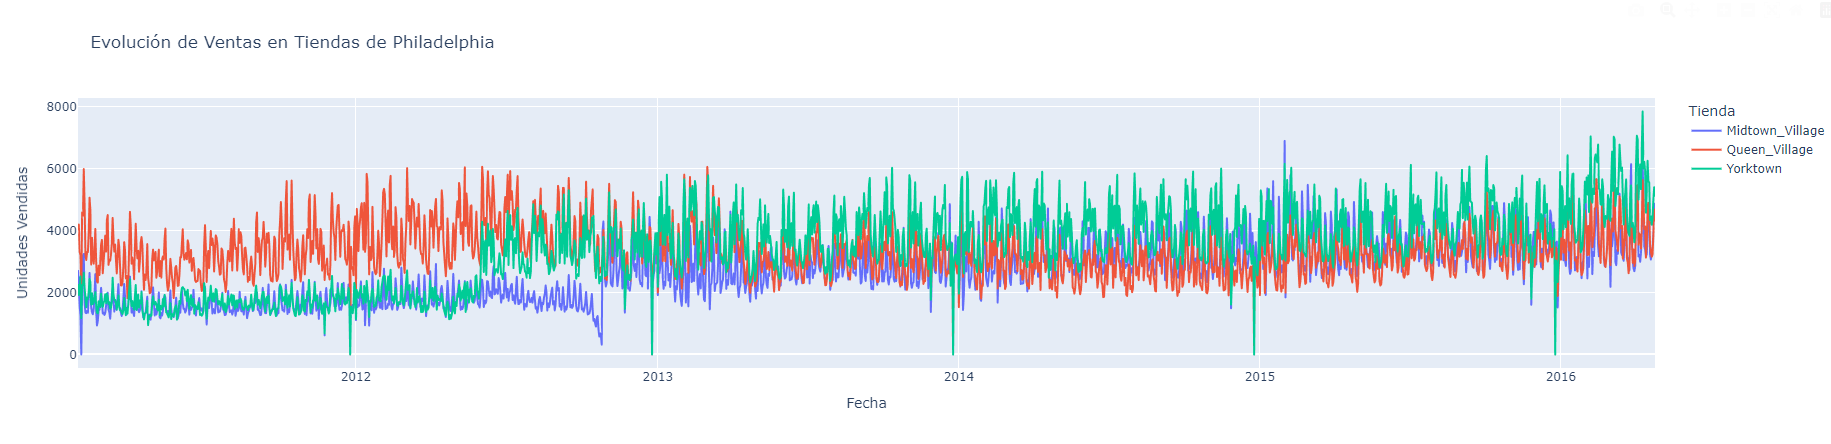 Evolución de Ventas en Tiendas de Philadelphia
Unidades Vendidas
8000
6000
4000
2000
0
2012
2013
2014
2015
2016
Fecha
Tienda
Midtown_Village
Queen_Village
Yorktown